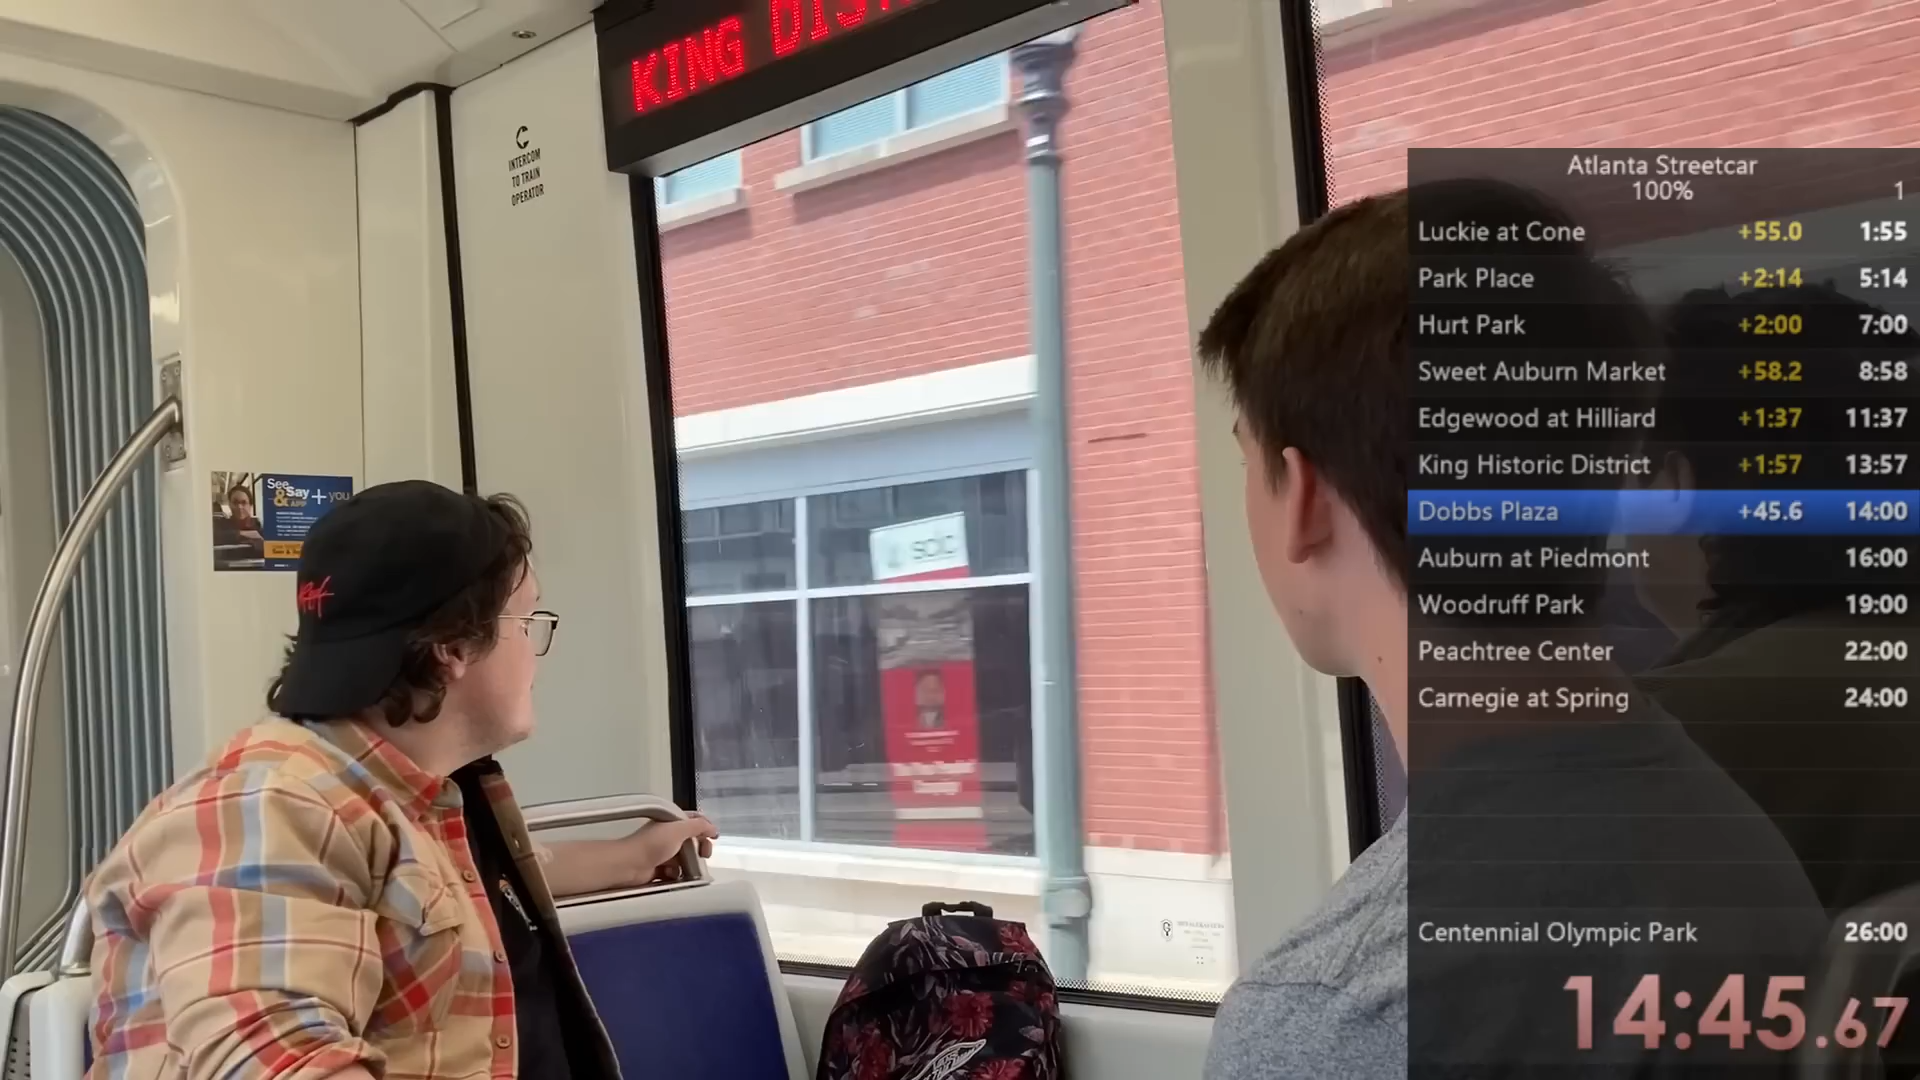 KING DIS
INTERCOM
TO TRAIN
OPERATOR
See
& Say + you
APP
solo
Atlanta Streetcar
100% 1
Luckie at Cone +55.0 1:55
Park Place +2:14 5:14
Hurt Park +2:00 7:00
Sweet Auburn Market +58.2 8:58
Edgewood at Hilliard +1:37 11:37
King Historic District +1:57 13:57
Dobbs Plaza +45.6 14:00
Auburn at Piedmont 16:00
Woodruff Park 19:00
Peachtree Center 22:00
Carnegie at Spring 24:00
Centennial Olympic Park 26:00
14:45.67